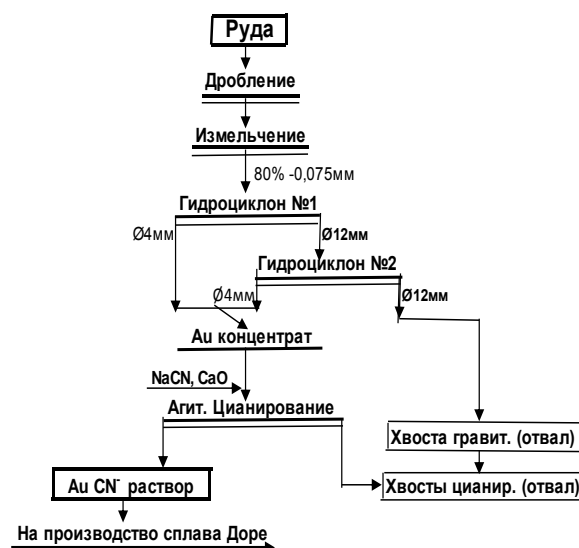 Руда
Дробление
Измельчение
80% -0,075мм
Гидроциклон №1
Ø4мм
Ø12мм
Гидроциклон №2
Ø4мм
Ø12мм
Au концентрат
NaCN, CaO
Агит. Цианирование
Хвоста гравит. (отвал)
Au CN⁻ раствор
Хвосты цианир. (отвал)
На производство сплава Доре